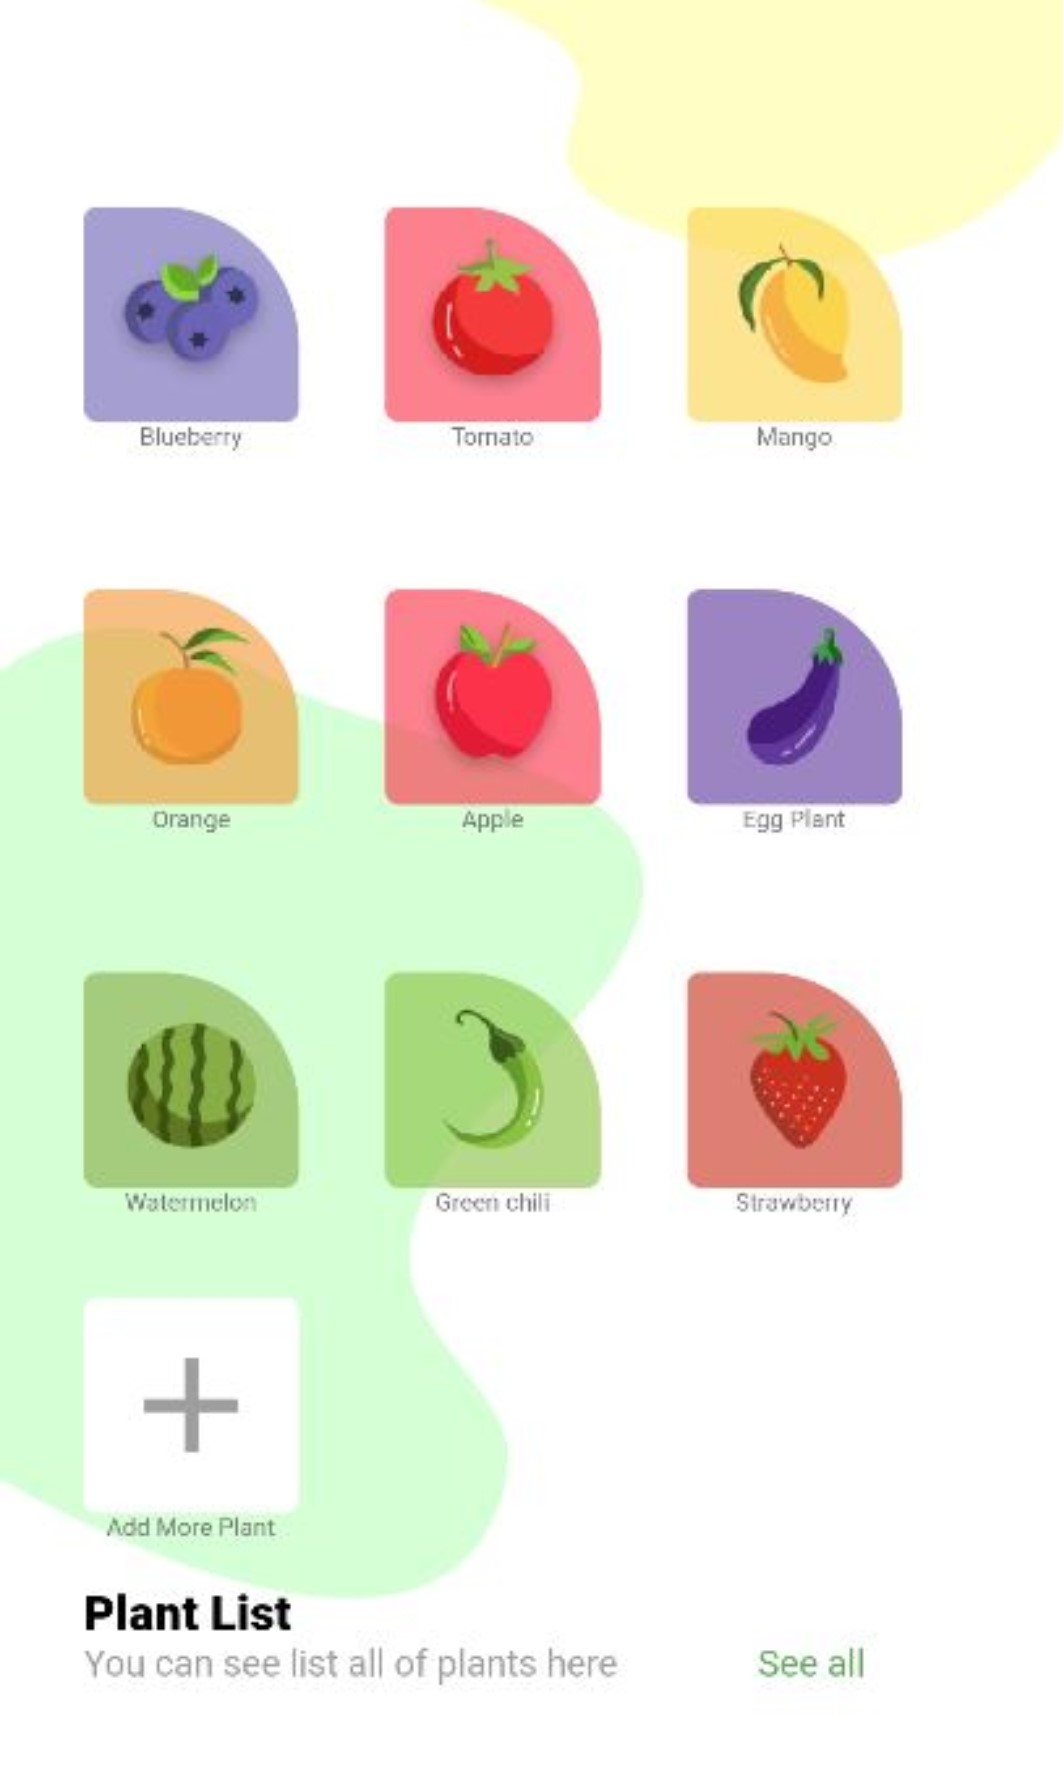 Blueberry
Tomato
Mango
Orange
Apple
Egg Plant
Watermelon
Green chili
Strawberry
Add More Plant
Plant List
You can see list all of plants here
See all